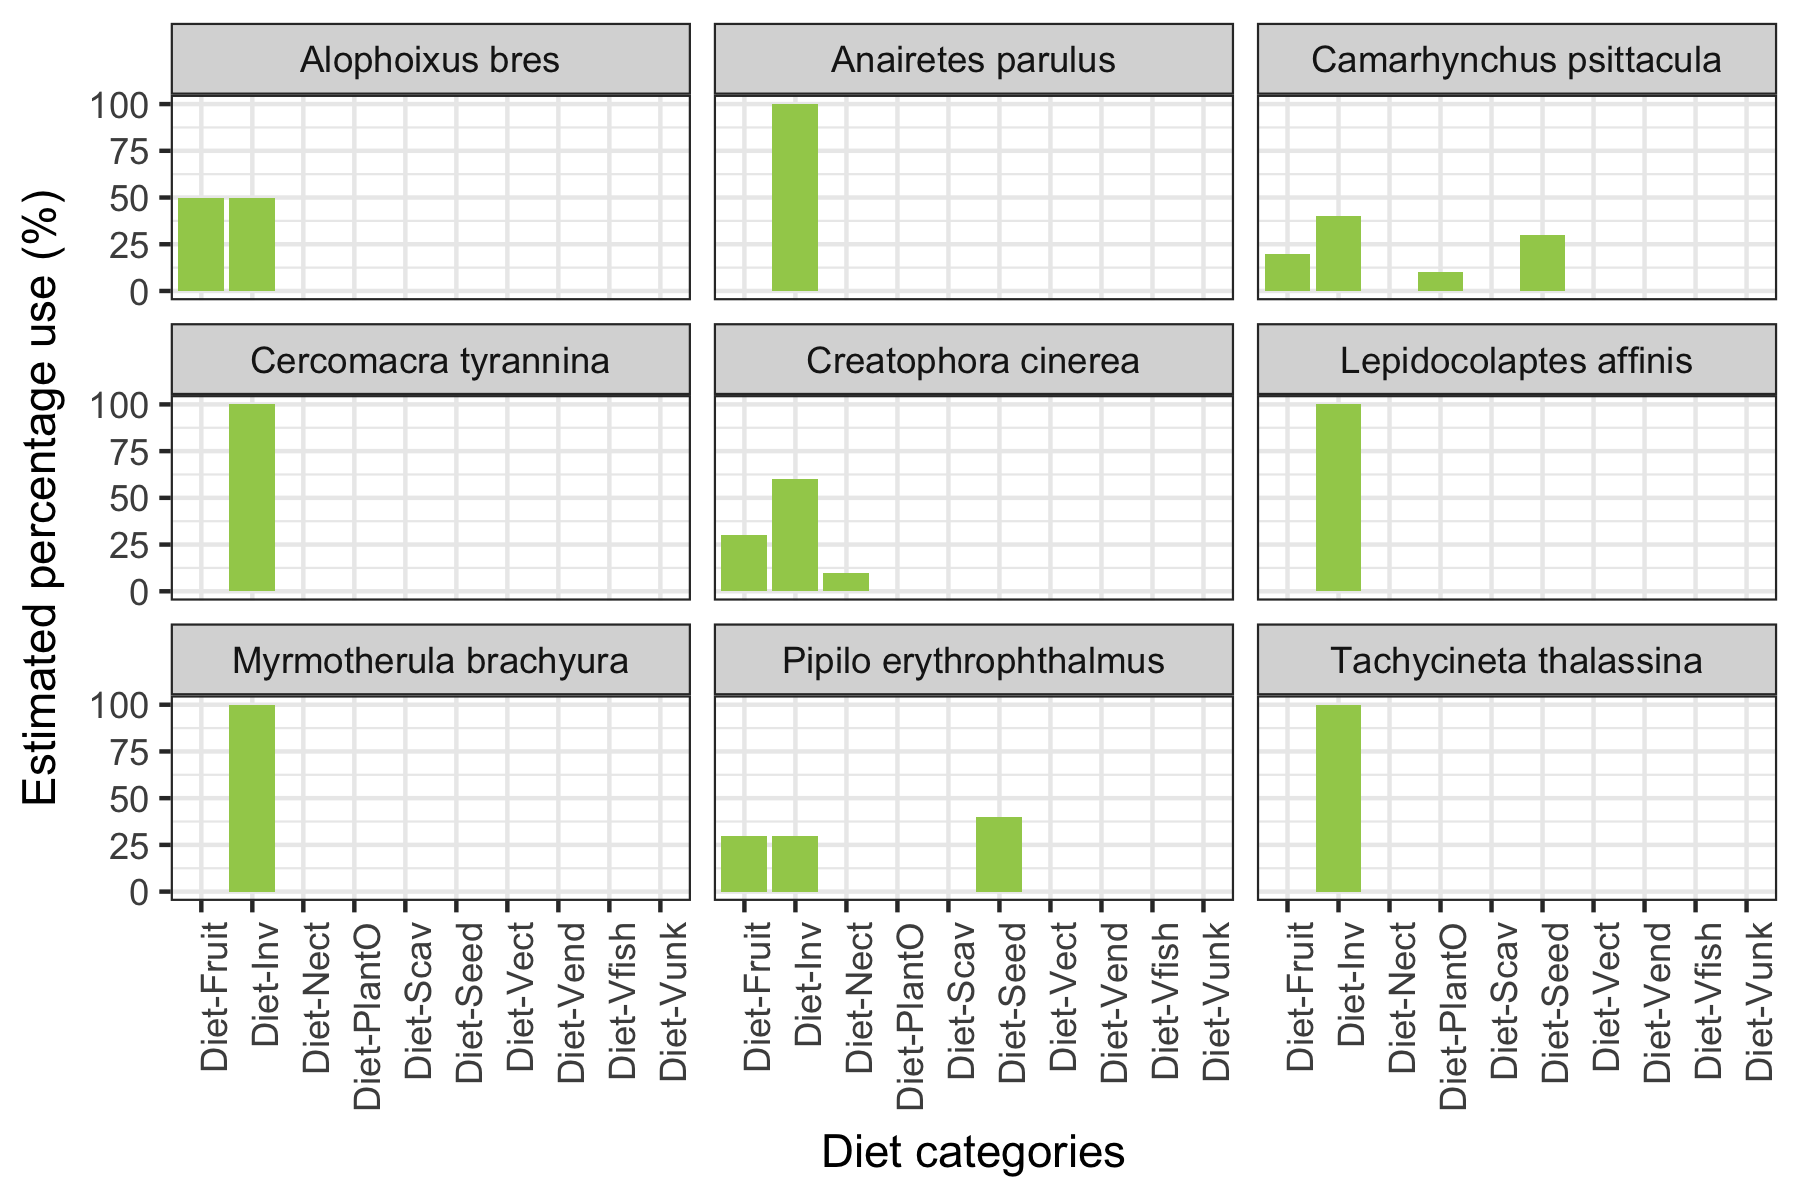 Alophoixus bres
Anairetes parulus
Camarhynchus psittacula
100
75
50
25
0
Cercomacra tyrannina
Creatophora cinerea
Lepidocolaptes affinis
100
75
50
25
0
Myrmotherula brachyura
Pipilo erythrophthalmus
Tachycineta thalassina
100
75
50
25
0
Estimated percentage use (%)
Diet-Fruit
Diet-Inv
Diet-Nect
Diet-PlantO
Diet-Scav
Diet-Seed
Diet-Vect
Diet-Vend
Diet-Vfish
Diet-Vunk
Diet-Fruit
Diet-Inv
Diet-Nect
Diet-PlantO
Diet-Scav
Diet-Seed
Diet-Vect
Diet-Vend
Diet-Vfish
Diet-Vunk
Diet-Fruit
Diet-Inv
Diet-Nect
Diet-PlantO
Diet-Scav
Diet-Seed
Diet-Vect
Diet-Vend
Diet-Vfish
Diet-Vunk
Diet categories